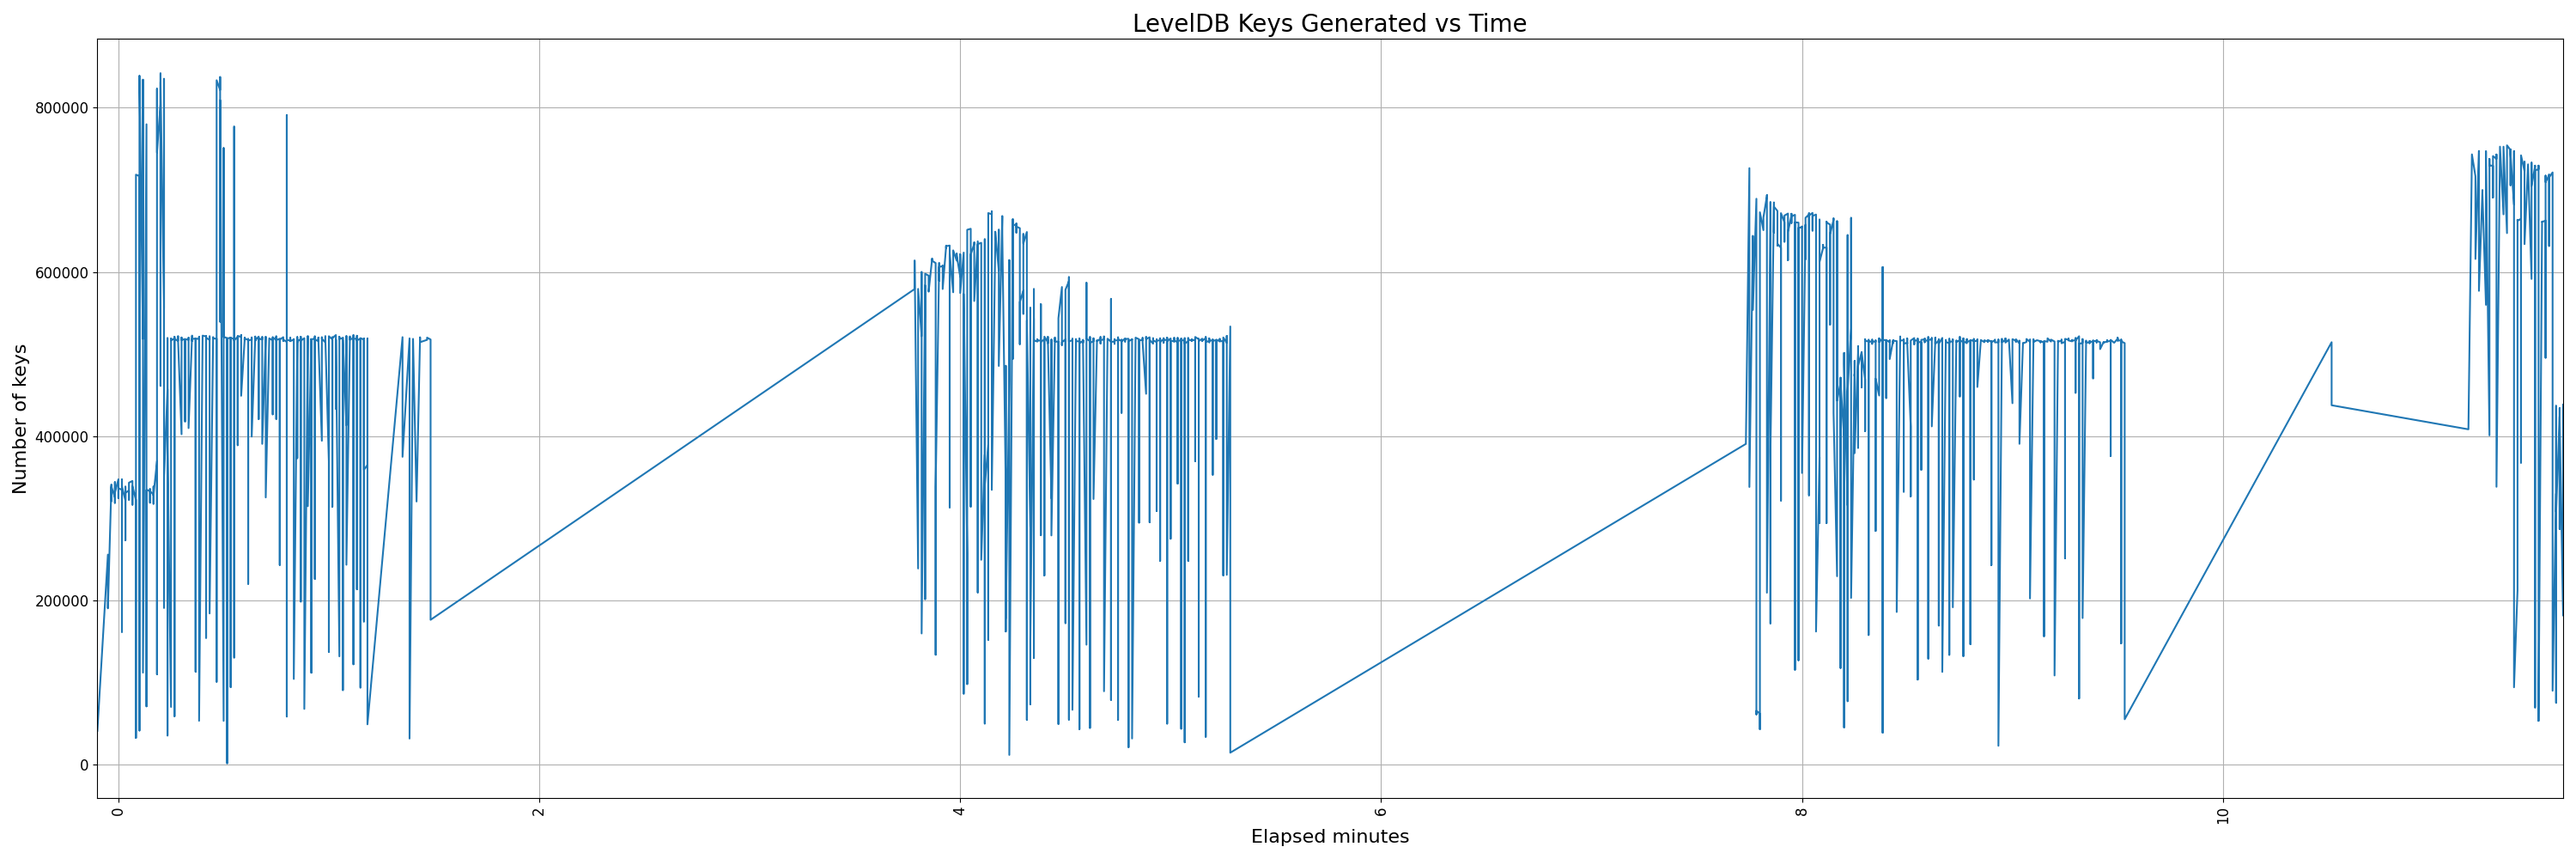 LevelDB Keys Generated vs Time
800000
600000
400000
200000
0
Number of keys
0 2 4 6 8 10
Elapsed minutes